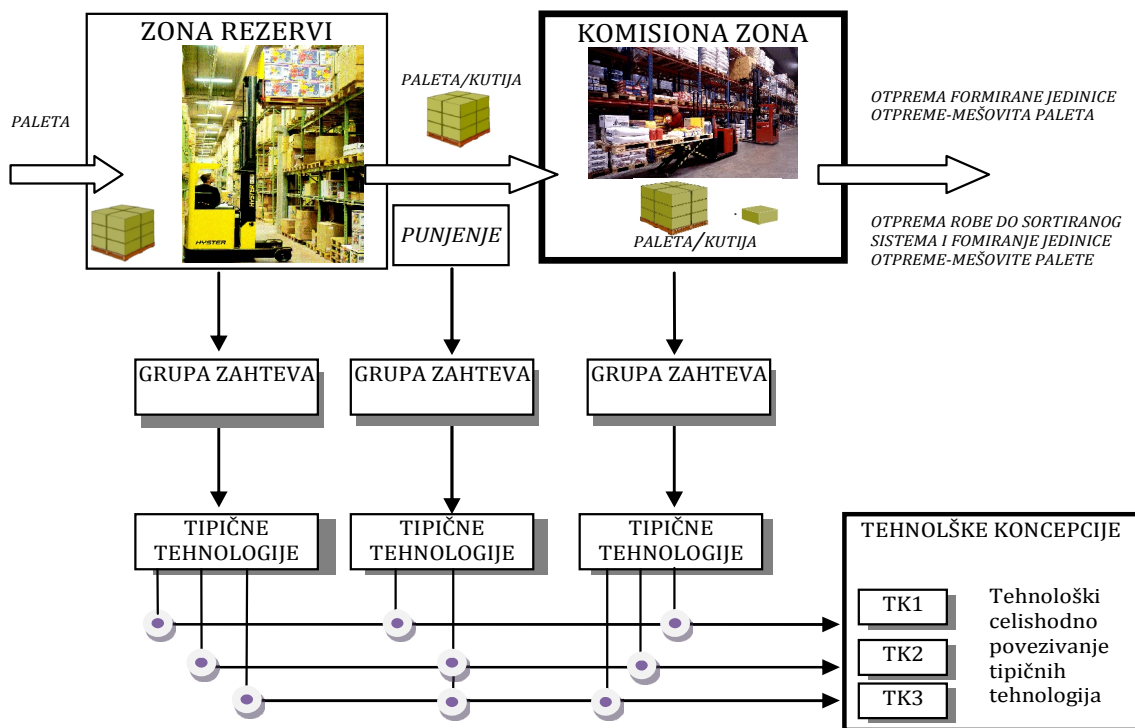 ZONA REZERVI
KOMISIONA ZONA
PALETA
PALETA/KUTIJA
OTPREMA FORMIRANE JEDINICE
OTPREME-MEŠOVITA PALETA
HYSTER
PUNJENJE
PALETA/KUTIJA
OTPREMA ROBE DO SORTIRANOG
SISTEMA I FOMIRANJE JEDINICE
OTPREME-MEŠOVITE PALETE
GRUPA ZAHTEVA
GRUPA ZAHTEVA
GRUPA ZAHTEVA
TIPIČNE
TEHNOLOGIJE
TIPIČNE
TEHNOLOGIJE
TIPIČNE
TEHNOLOGIJE
TEHNOLŠKE KONCEPCIJE
TK1
TK2
TK3
Tehnološki
celishodno
povezivanje
tipičnih
tehnologija